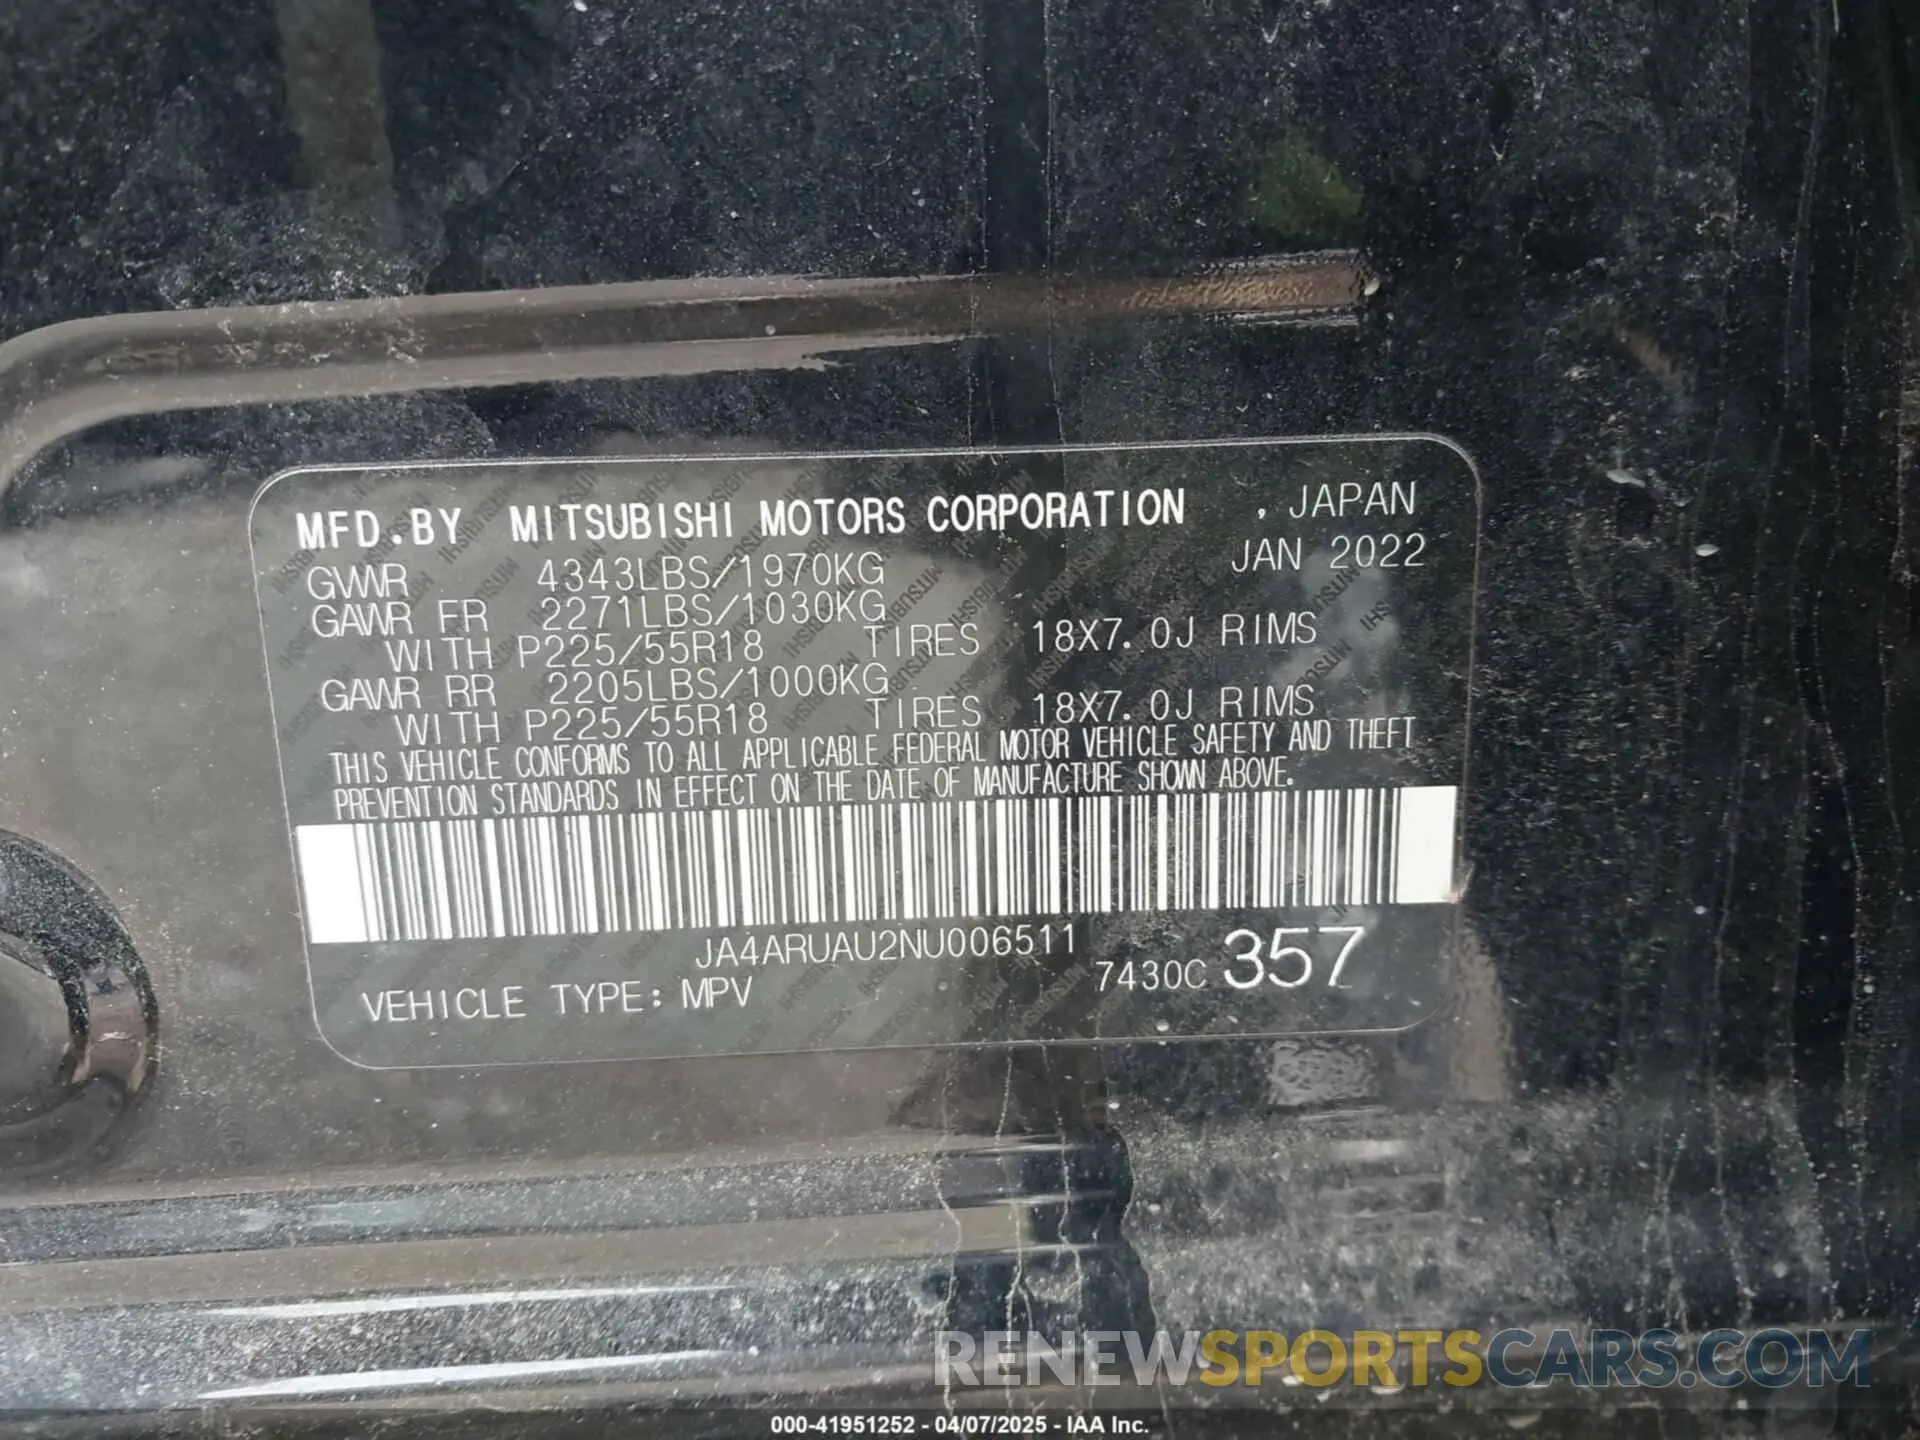 MFD.BY MITSUBISHI MOTORS CORPORATION , JAPAN
GVWR 4343LBS/1970KG JAN 2022
GAWR FR 2271LBS/1030KG
WITH P225/55R18 TIRES 18X7.0J RIMS
GAWR RR 2205LBS/1000KG
WITH P225/55R18 TIRES 18X7.0J RIMS
THIS VEHICLE CONFORMS TO ALL APPLICABLE FEDERAL MOTOR VEHICLE SAFETY AND THEFT
PREVENTION STANDARDS IN EFFECT ON THE DATE OF MANUFACTURE SHOWN ABOVE.
JA4ARUAU2NU006511
VEHICLE TYPE: MPV 7430C 357
RENEWSPORTSCARS.COM
000-41951252 - 04/07/2025 - IAA Inc.